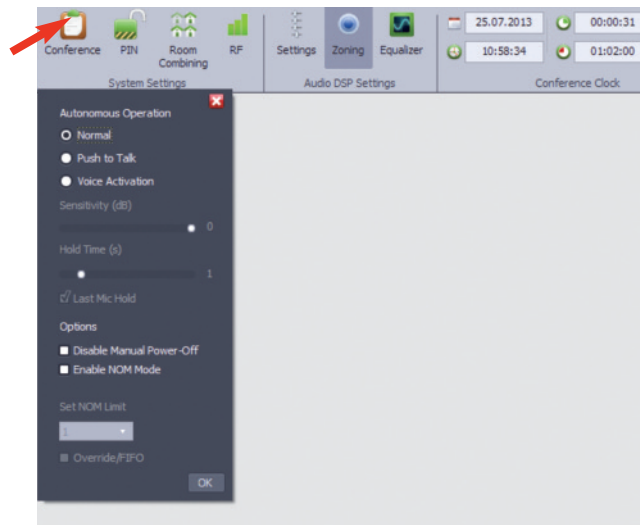 25.07.2013 00:00:31
Conference PIN Room Combining RF Settings Zoning Equalizer 10:58:34 01:02:00
System Settings Audio DSP Settings Conference Clock
Autonomous Operation
Normal
Push to Talk
Voice Activation
Sensitivity (dB)
0
Hold Time (s)
1
Last Mic Hold
Options
Disable Manual Power-Off
Enable NOM Mode
Set NOM Limit
1
Override/FIFO
OK